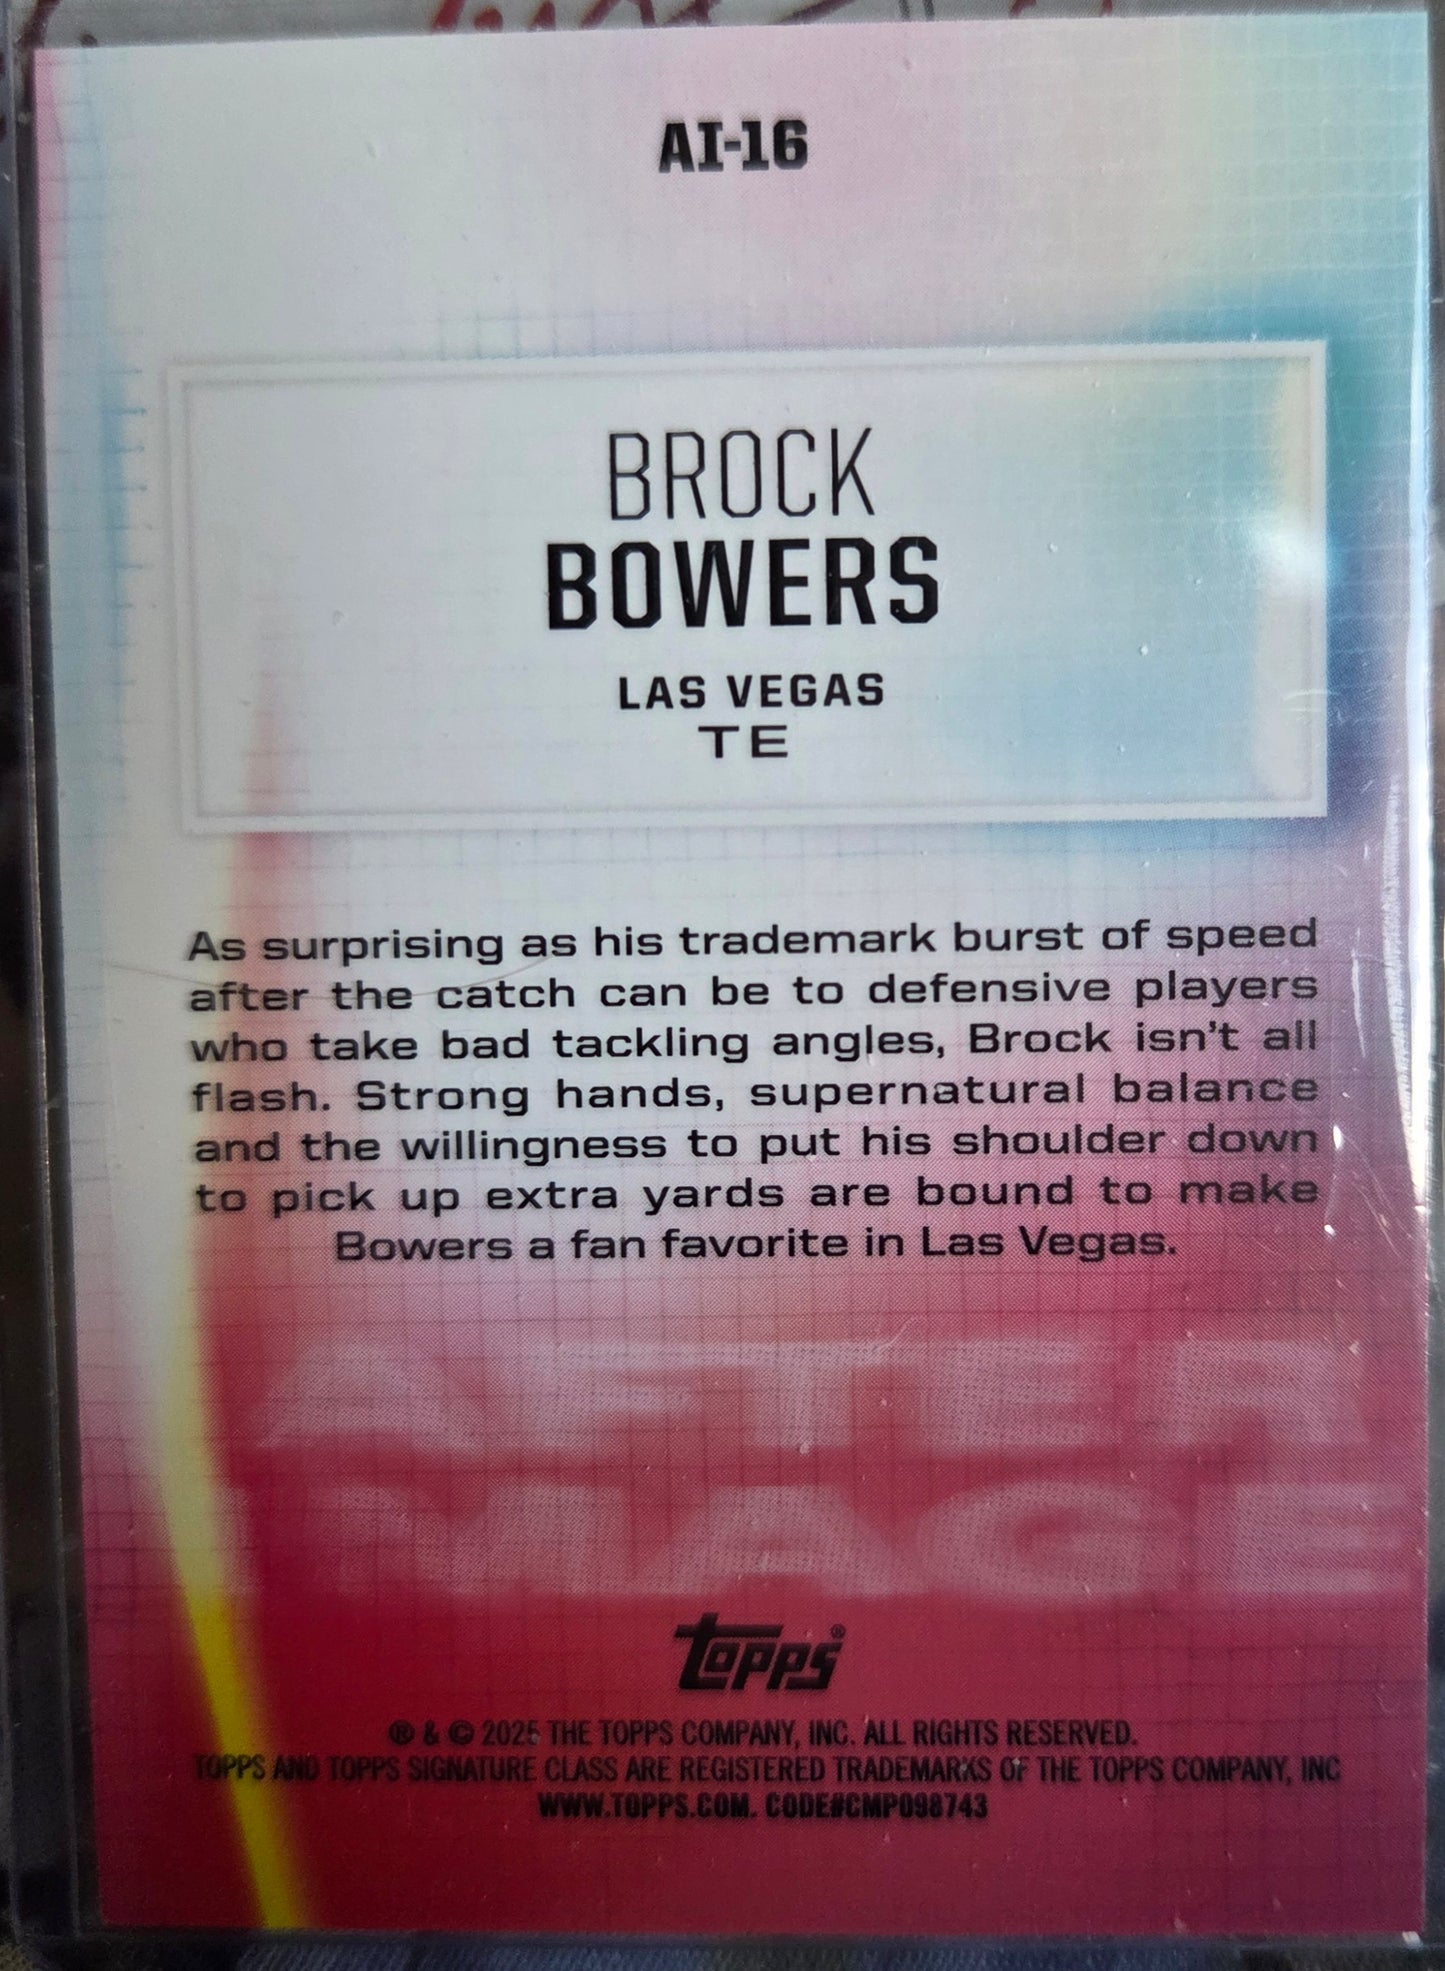 AI-16
BROCK
BOWERS
LAS VEGAS
TE
As surprising as his trademark burst of speed
after the catch can be to defensive players
who take bad tackling angles, Brock isn't all
flash. Strong hands, supernatural balance
and the willingness to put his shoulder down
to pick up extra yards are bound to make
Bowers a fan favorite in Las Vegas.
AFTER
IMAGE
topps®
® & © 2025 THE TOPPS COMPANY, INC. ALL RIGHTS RESERVED.
TOPPS AND TOPPS SIGNATURE CLASS ARE REGISTERED TRADEMARKS OF THE TOPPS COMPANY, INC
WWW.TOPPS.COM. CODE#CMP098743